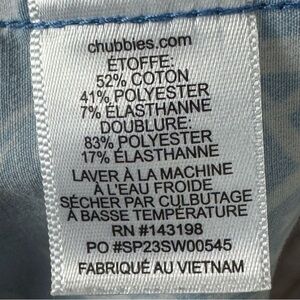 chubbies.com
ÉTOFFE:
52% COTON
41% POLYESTER
7% ÉLASTHANNE
DOUBLURE:
83% POLYESTER
17% ÉLASTHANNE
LAVER À LA MACHINE
À L'EAU FROIDE
SÉCHER PAR CULBUTAGE
À BASSE TEMPÉRATURE
RN #143198
PO #SP23SW00545
FABRIQUÉ AU VIETNAM